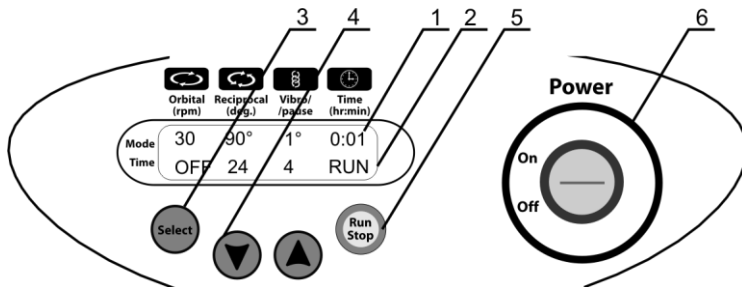 3 4 1 2 5 6
Orbital Reciprocal Vibro/ Time
(rpm) (deg.) /pause (hr:min)
Power
Mode 30 90° 1° 0:01
Time OFF 24 4 RUN
On
Off
Select
Run
Stop